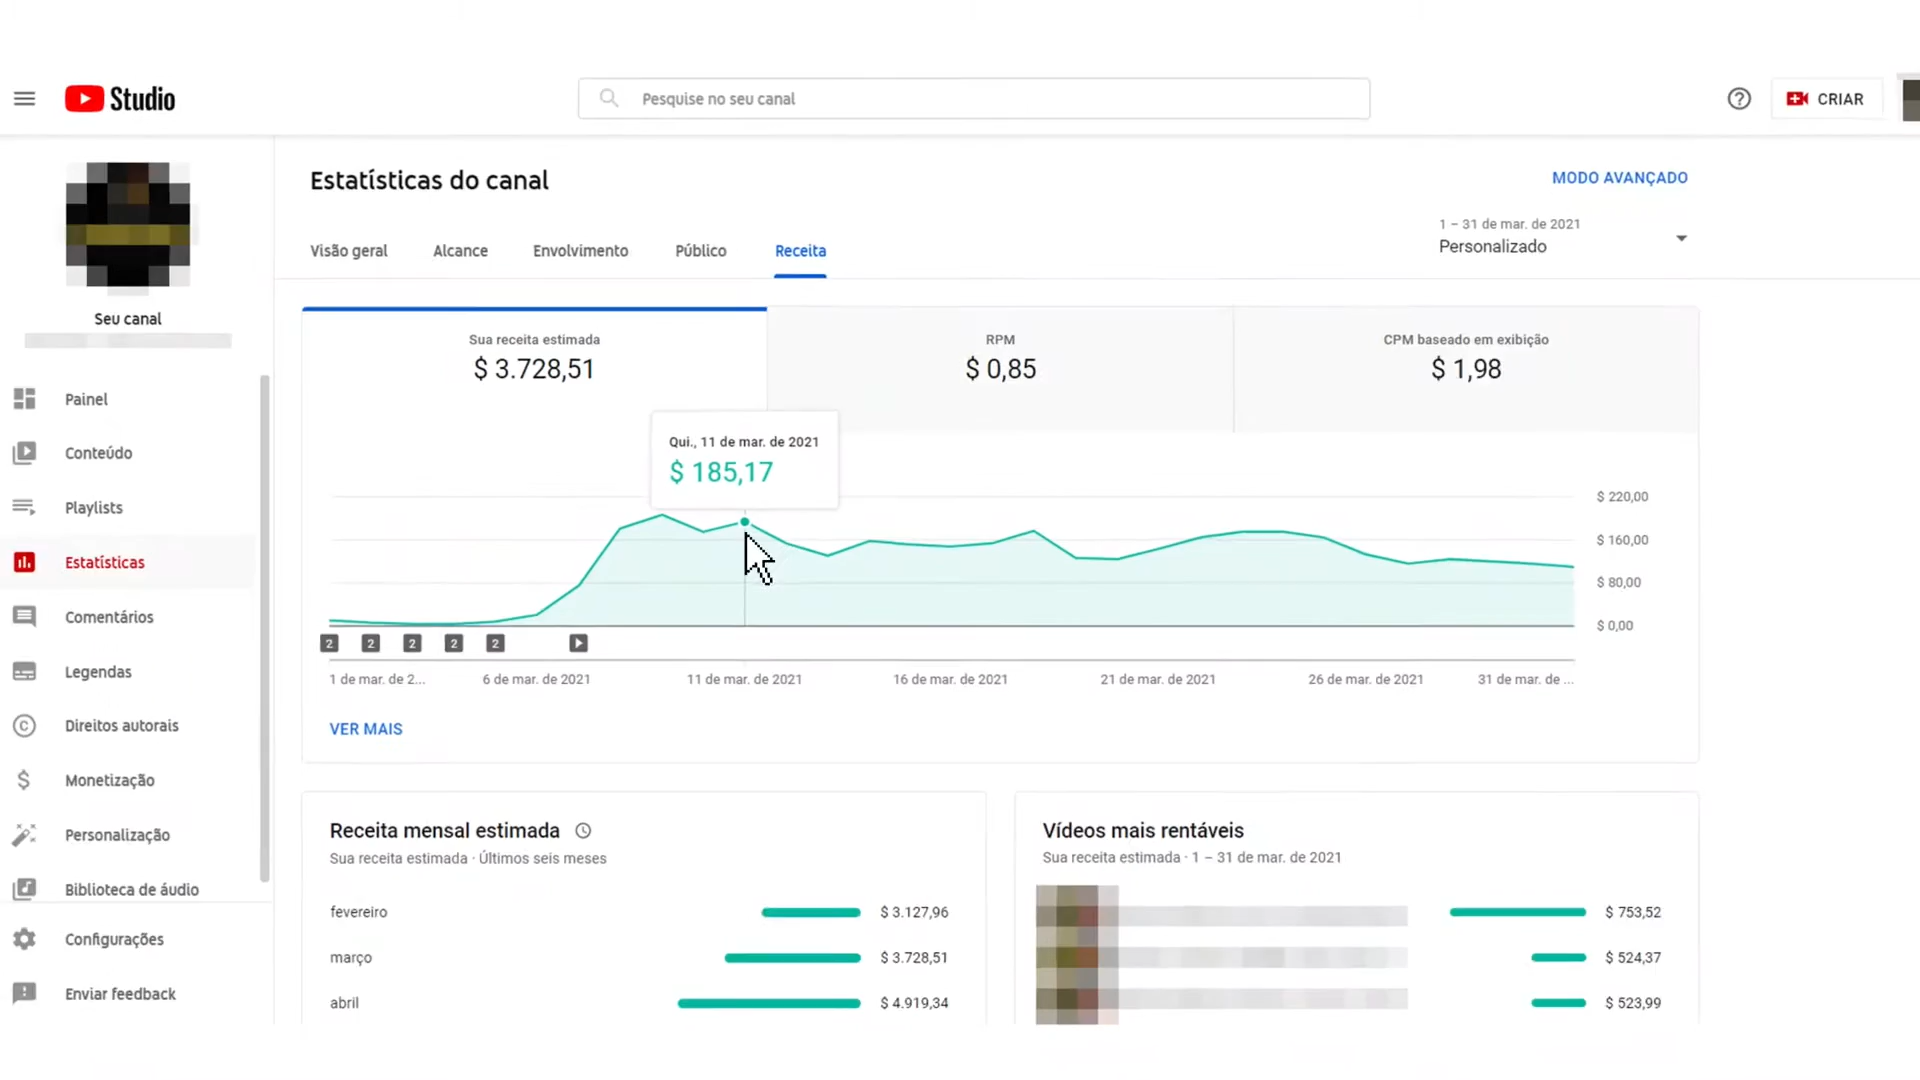 Studio
Pesquise no seu canal
CRIAR
Estatísticas do canal
MODO AVANÇADO
1 – 31 de mar. de 2021
Personalizado
Visão geral
Alcance
Envolvimento
Público
Receita
Seu canal
Painel
Conteúdo
Playlists
Estatísticas
Comentários
Legendas
Direitos autorais
Monetização
Personalização
Biblioteca de áudio
Configurações
Enviar feedback
Sua receita estimada
$ 3.728,51
RPM
$ 0,85
CPM baseado em exibição
$ 1,98
Qui., 11 de mar. de 2021
$ 185,17
$ 220,00
$ 160,00
$ 80,00
$ 0,00
2 2 2 2 2
1 de mar. de 2...
6 de mar. de 2021
11 de mar. de 2021
16 de mar. de 2021
21 de mar. de 2021
26 de mar. de 2021
31 de mar. de ...
VER MAIS
Receita mensal estimada
Sua receita estimada · Últimos seis meses
fevereiro $ 3.127,96
março $ 3.728,51
abril $ 4.919,34
Vídeos mais rentáveis
Sua receita estimada · 1 – 31 de mar. de 2021
$ 753,52
$ 524,37
$ 523,99